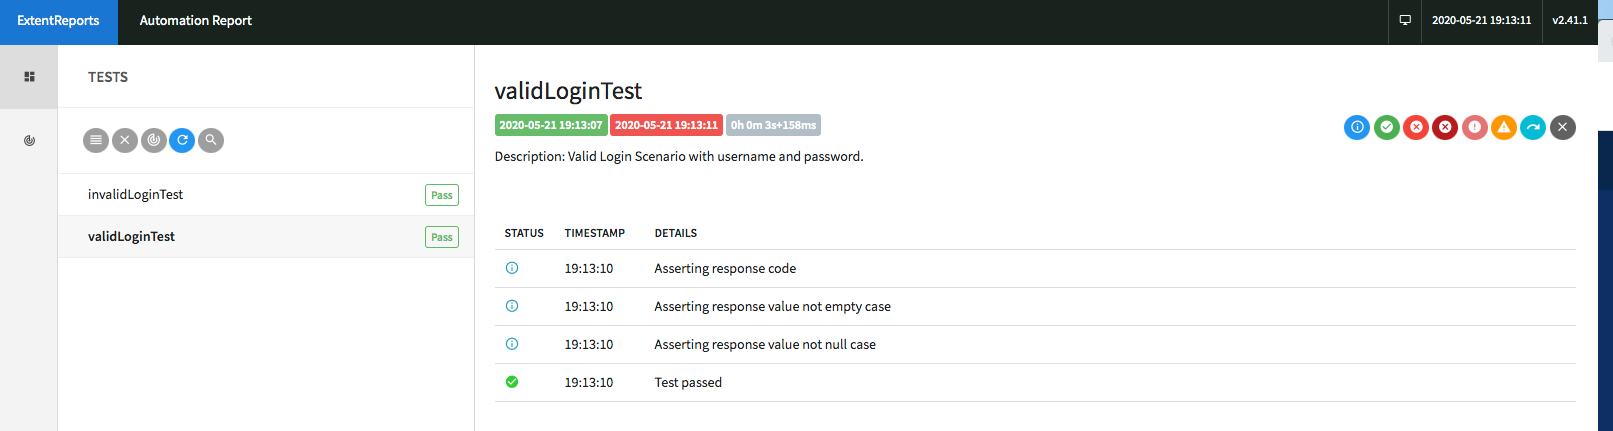 ExtentReports Automation Report 2020-05-21 19:13:11 v2.41.1
TESTS
invalidLoginTest Pass
validLoginTest Pass
validLoginTest
2020-05-21 19:13:07 2020-05-21 19:13:11 0h 0m 3s+158ms
Description: Valid Login Scenario with username and password.
STATUS TIMESTAMP DETAILS
19:13:10 Asserting response code
19:13:10 Asserting response value not empty case
19:13:10 Asserting response value not null case
19:13:10 Test passed